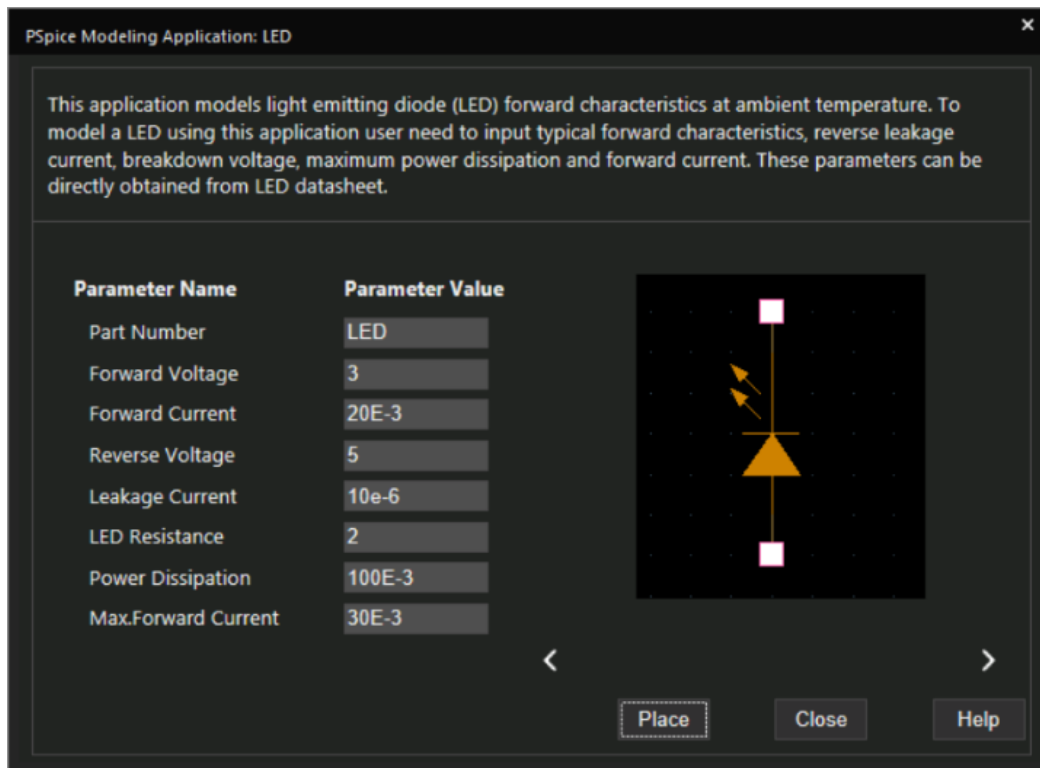 PSpice Modeling Application: LED
This application models light emitting diode (LED) forward characteristics at ambient temperature. To
model a LED using this application user need to input typical forward characteristics, reverse leakage
current, breakdown voltage, maximum power dissipation and forward current. These parameters can be
directly obtained from LED datasheet.
Parameter Name Parameter Value
Part Number LED
Forward Voltage 3
Forward Current 20E-3
Reverse Voltage 5
Leakage Current 10e-6
LED Resistance 2
Power Dissipation 100E-3
Max.Forward Current 30E-3
Place Close Help